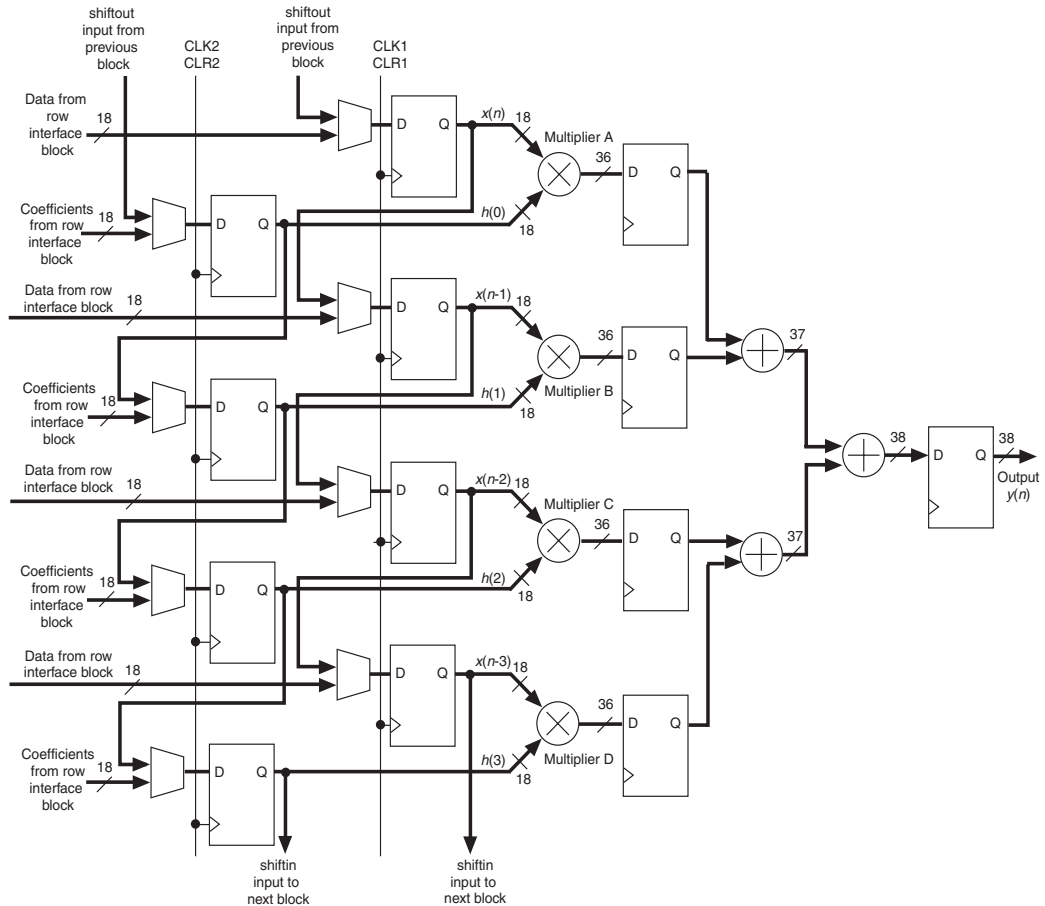 shiftout
input from
previous
block
shiftout
input from
previous
block
CLK2
CLR2
CLK1
CLR1
Data from
row
interface
block
18
D Q
x(n)
18
Multiplier A
36
D Q
Coefficients
from row
interface
block
18
D Q
h(0)
18
Data from row
interface block
18
D Q
x(n-1)
18
36
D Q
37
Multiplier B
Coefficients
from row
interface
block
18
D Q
h(1)
18
38
D Q
38
Output
y(n)
Data from row
interface block
18
D Q
x(n-2)
18
Multiplier C
36
D Q
37
Coefficients
from row
interface
block
18
D Q
h(2)
18
Data from row
interface block
18
D Q
x(n-3)
18
36
D Q
Multiplier D
Coefficients
from row
interface
block
18
D Q
h(3)
18
shiftin
input to
next block
shiftin
input to
next block